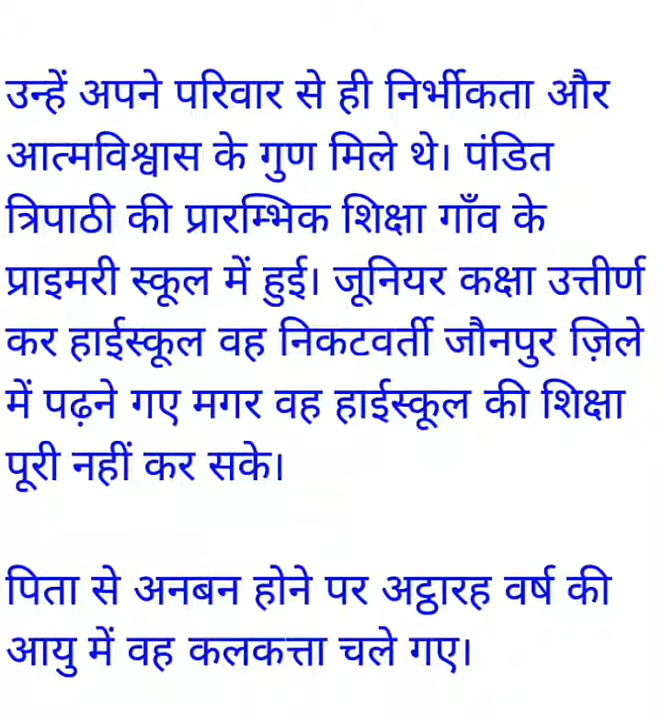 उन्हें अपने परिवार से ही निर्भीकता और
आत्मविश्वास के गुण मिले थे। पंडित
त्रिपाठी की प्रारम्भिक शिक्षा गाँव के
प्राइमरी स्कूल में हुई। जूनियर कक्षा उत्तीर्ण
कर हाईस्कूल वह निकटवर्ती जौनपुर ज़िले
में पढ़ने गए मगर वह हाईस्कूल की शिक्षा
पूरी नहीं कर सके।
पिता से अनबन होने पर अट्ठारह वर्ष की
आयु में वह कलकत्ता चले गए।